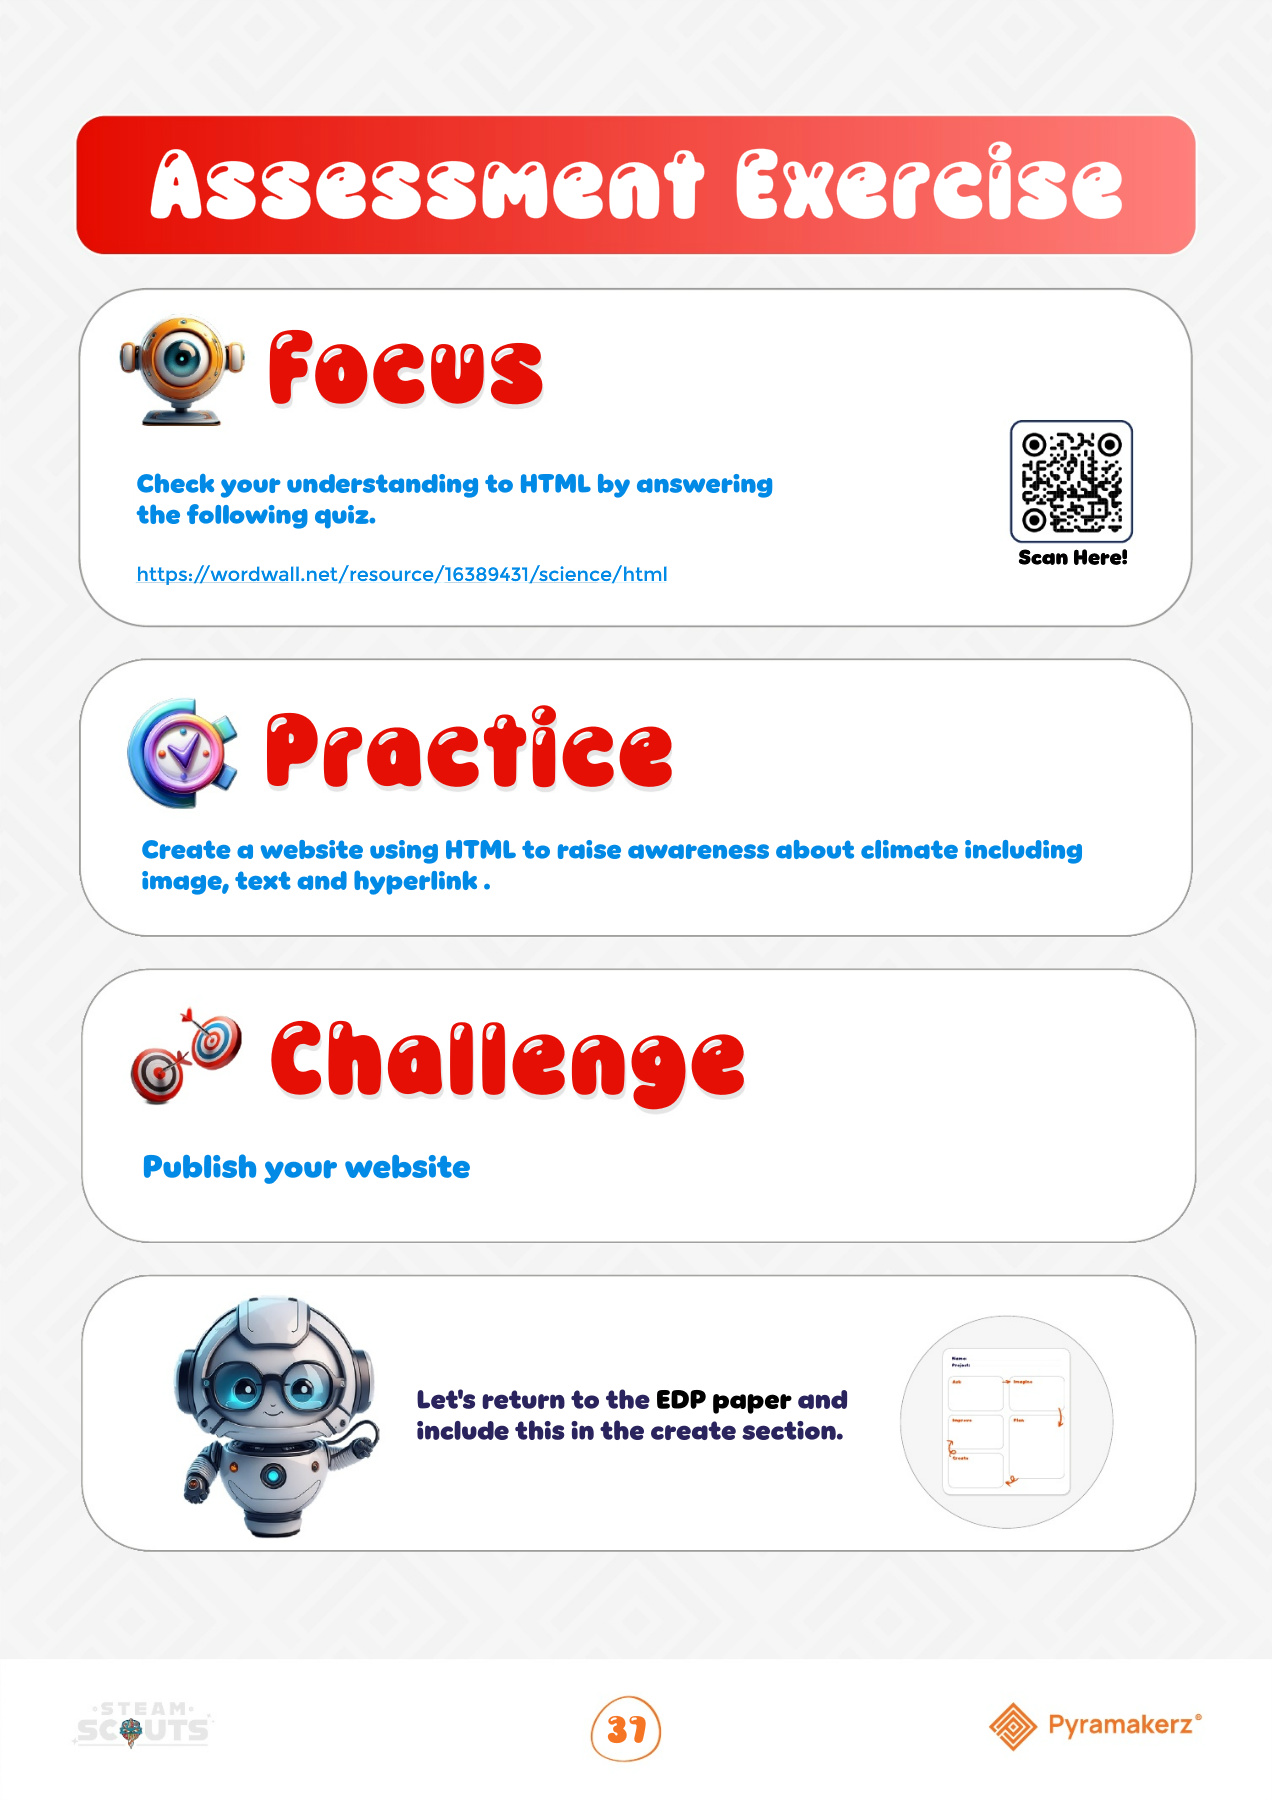 Assessment Exercise
Focus
Check your understanding to HTML by answering
the following quiz.
https://wordwall.net/resource/16389431/science/html
Scan Here!
Practice
Create a website using HTML to raise awareness about climate including
image, text and hyperlink .
Challenge
Publish your website
Let's return to the EDP paper and
include this in the create section.
Name:
Project:
Ask
Imagine
Improve
Plan
Create
STEAM
SCOUTS
37
Pyramakerz